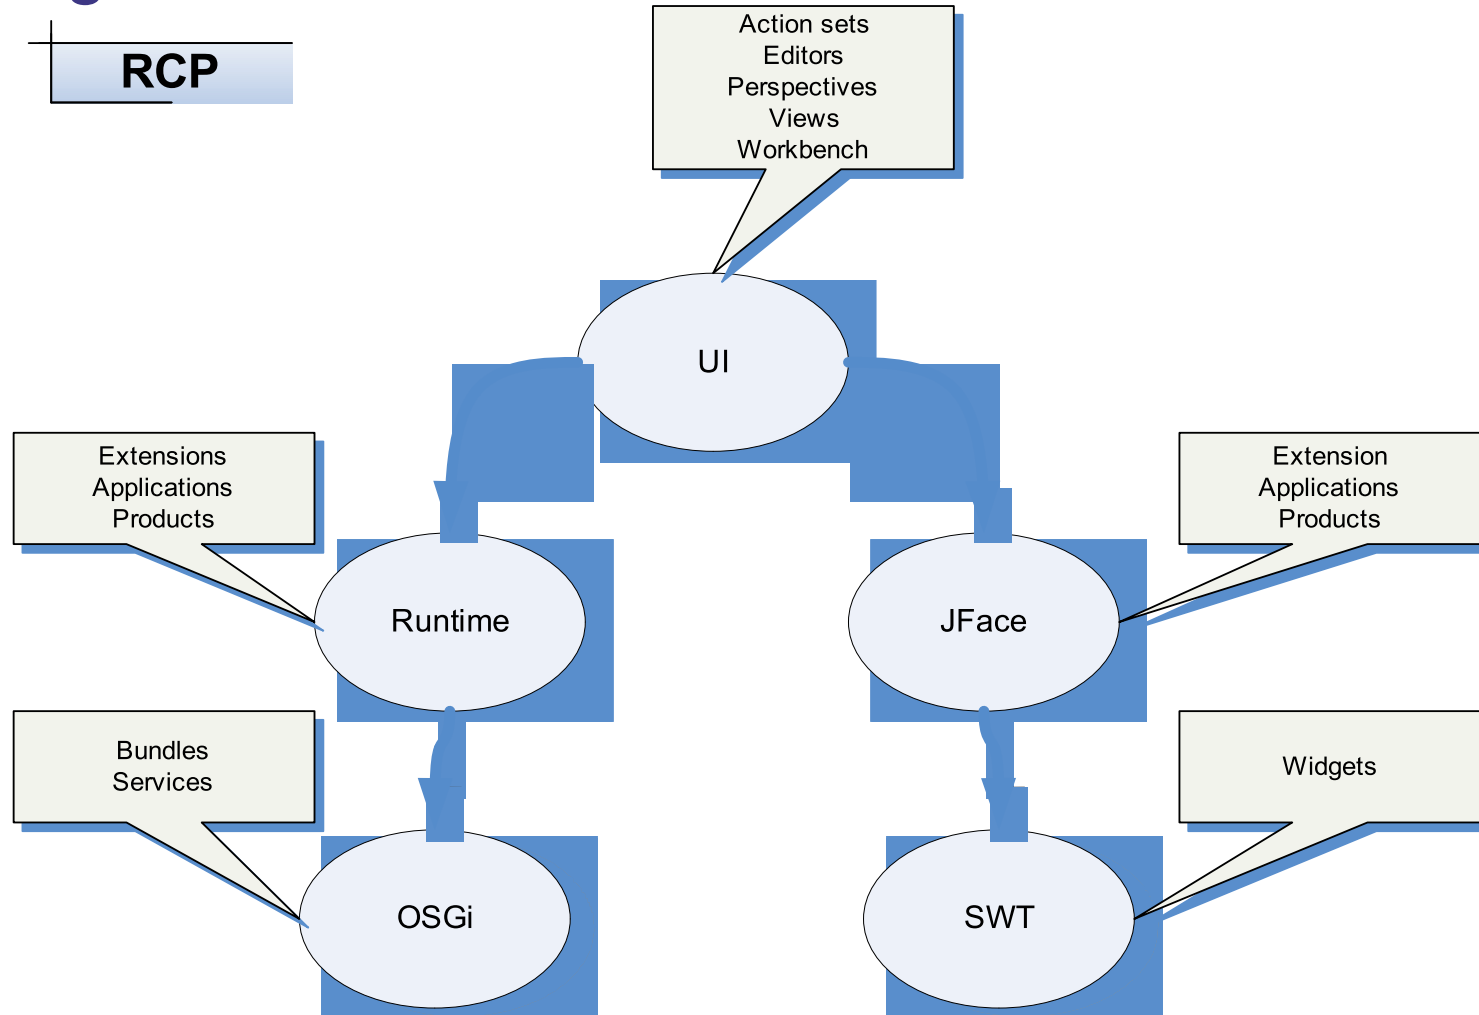 RCP
Action sets
Editors
Perspectives
Views
Workbench
UI
Extensions
Applications
Products
Extension
Applications
Products
Runtime
JFace
Bundles
Services
Widgets
OSGi
SWT